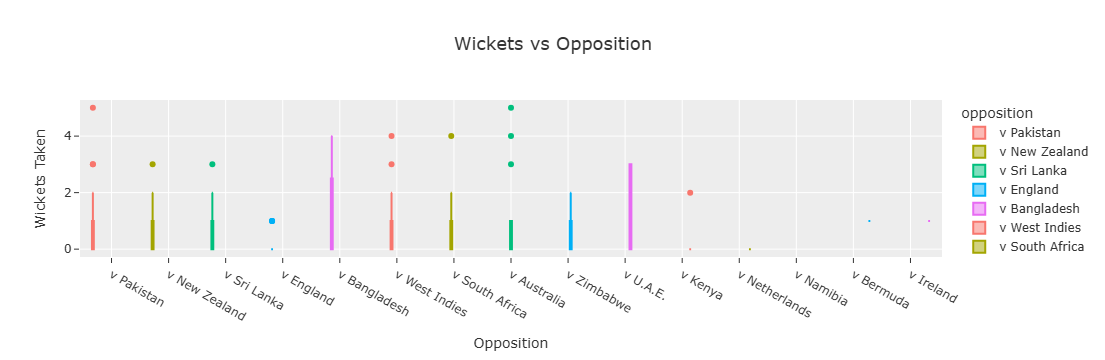 Wickets vs Opposition
opposition
v Pakistan
v New Zealand
v Sri Lanka
v England
v Bangladesh
v West Indies
v South Africa
Wickets Taken
4
2
0
v Pakistan
v New Zealand
v Sri Lanka
v England
v Bangladesh
v West Indies
v South Africa
v Australia
v Zimbabwe
v U.A.E.
v Kenya
v Netherlands
v Namibia
v Bermuda
v Ireland
Opposition